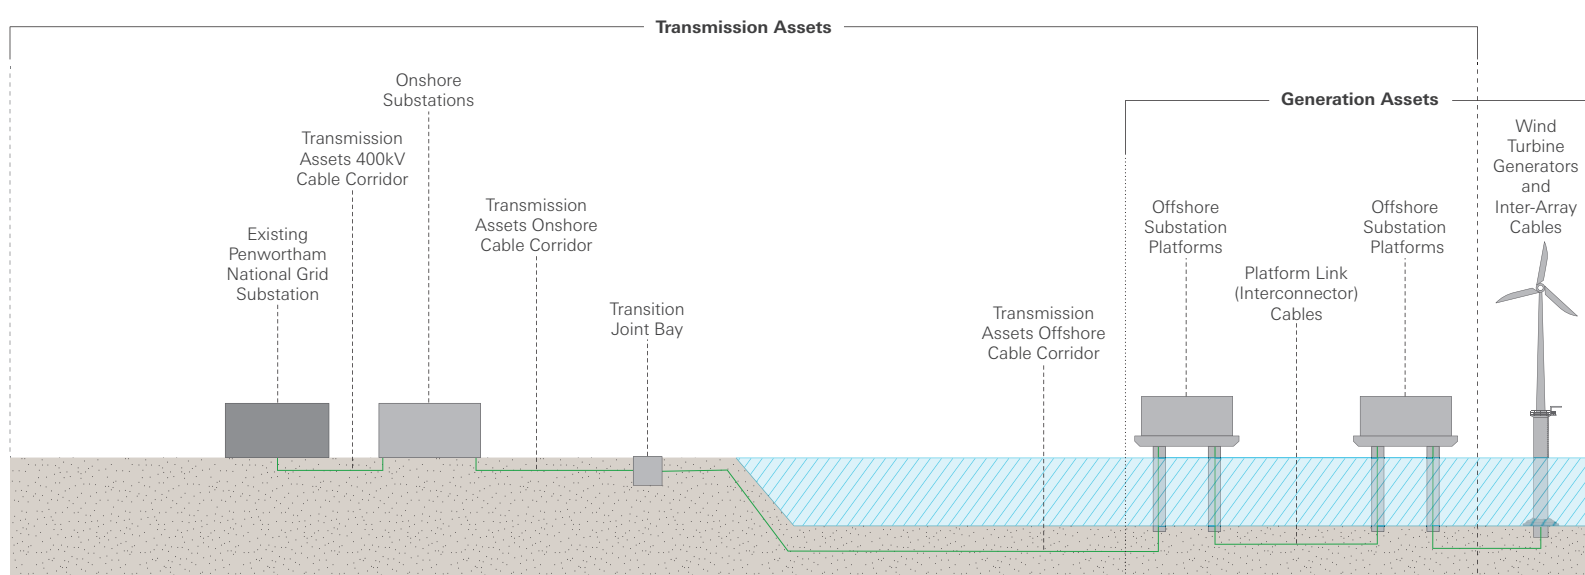 Transmission Assets
Generation Assets
Onshore
Substations
Transmission
Assets 400kV
Cable Corridor
Existing
Penwortham
National Grid
Substation
Transmission
Assets Onshore
Cable Corridor
Transition
Joint Bay
Transmission
Assets Offshore
Cable Corridor
Offshore
Substation
Platforms
Platform Link
(Interconnector)
Cables
Offshore
Substation
Platforms
Wind
Turbine
Generators
and
Inter-Array
Cables